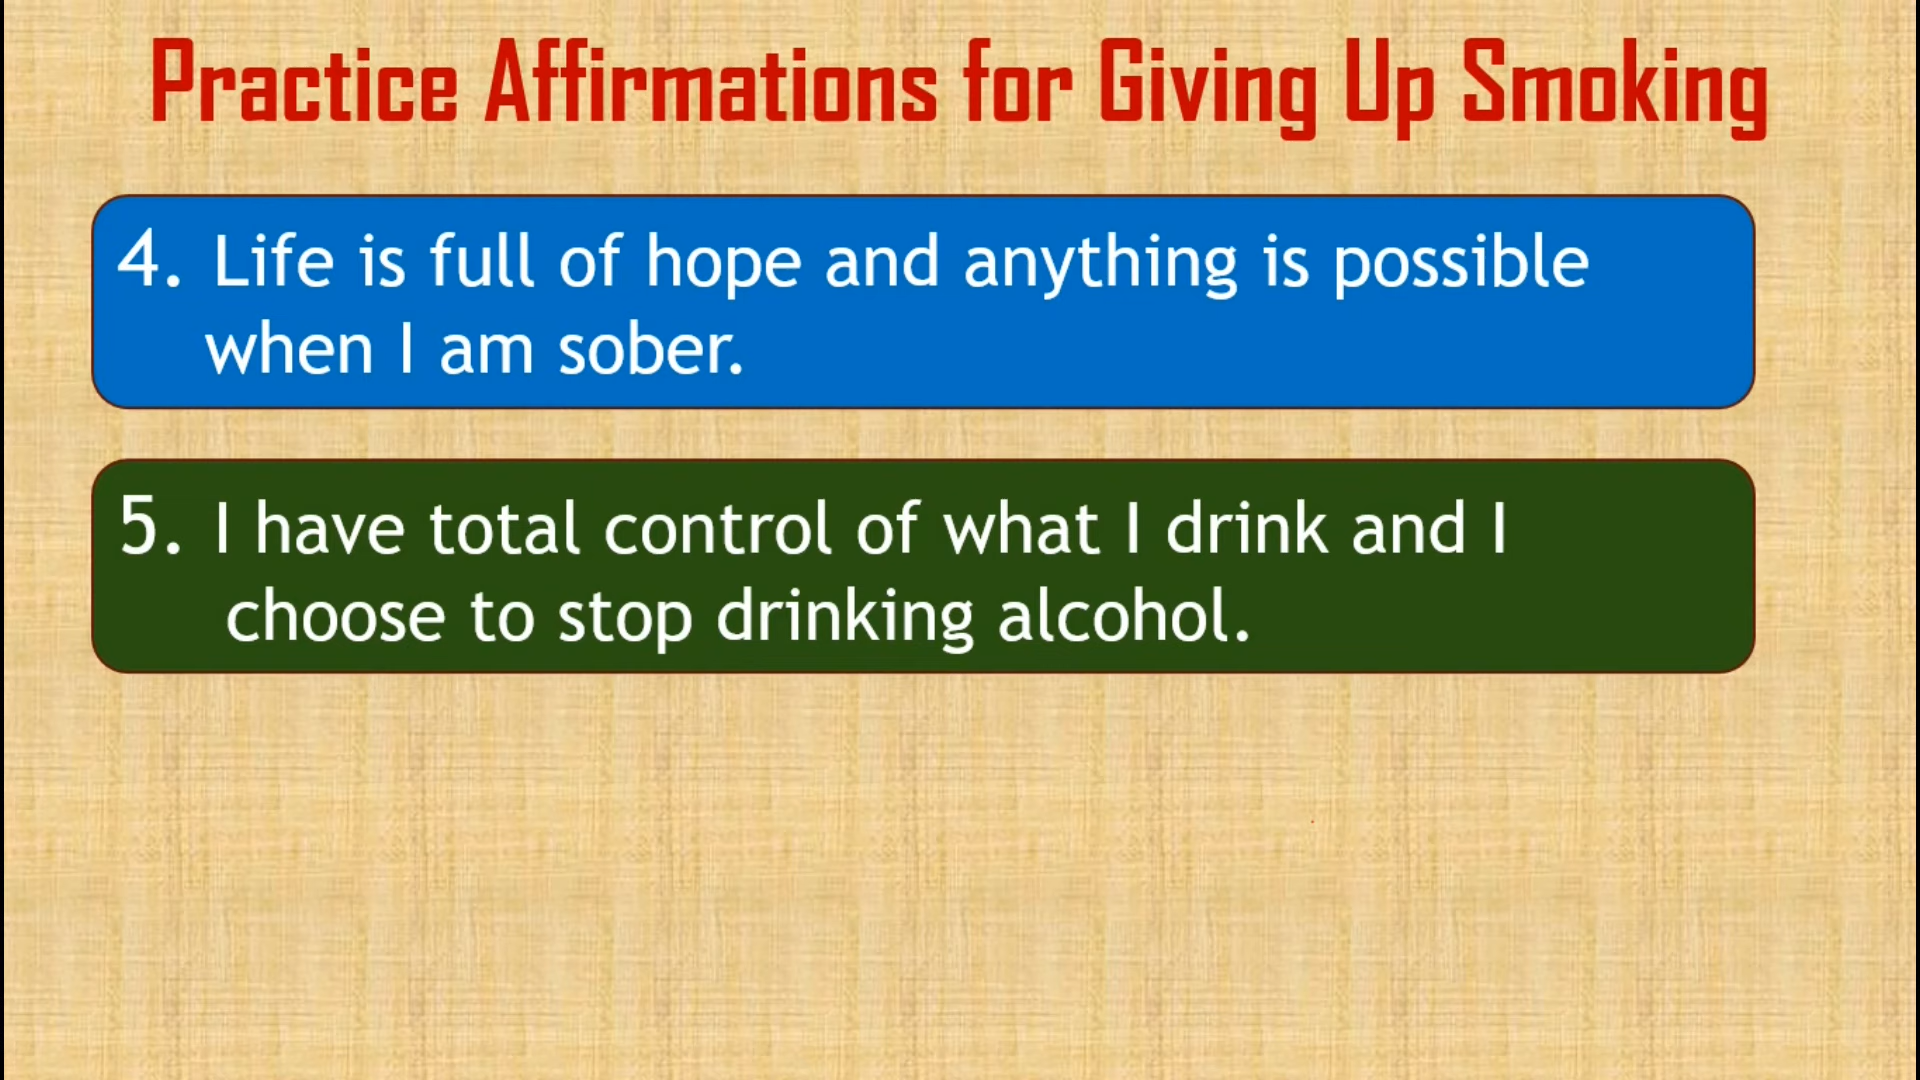 Practice Affirmations for Giving Up Smoking
4. Life is full of hope and anything is possible
when I am sober.
5. I have total control of what I drink and I
choose to stop drinking alcohol.